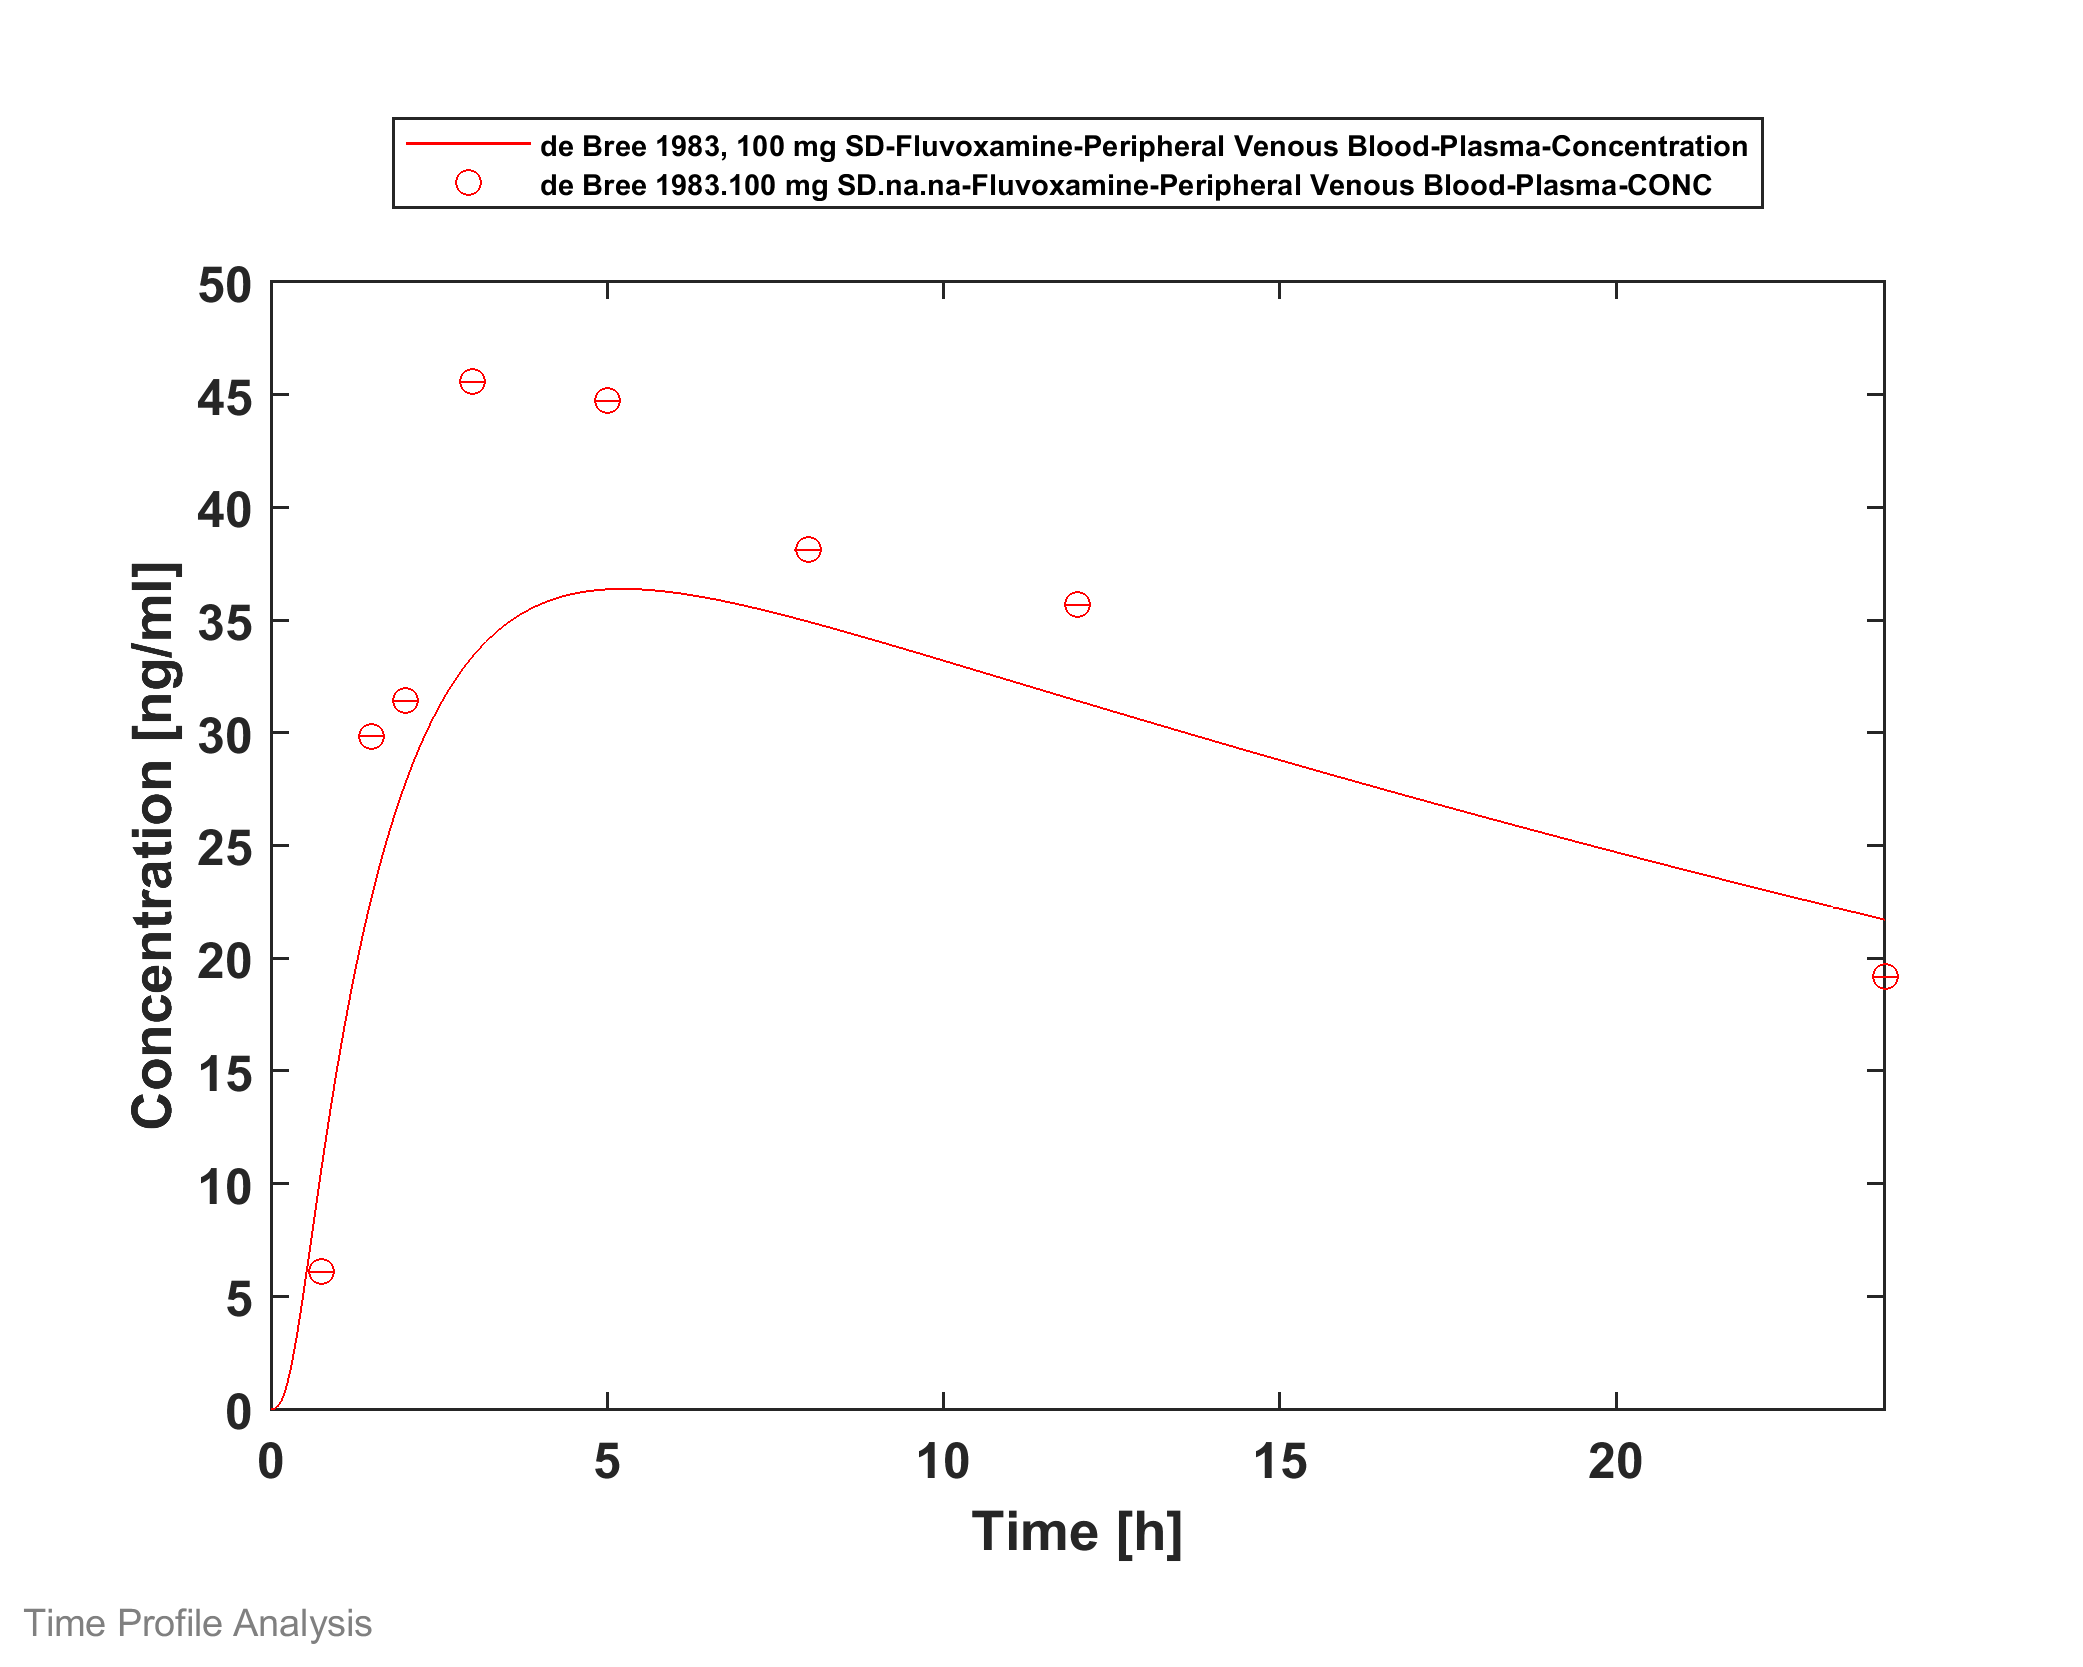 de Bree 1983, 100 mg SD-Fluvoxamine-Peripheral Venous Blood-Plasma-Concentration
de Bree 1983.100 mg SD.na.na-Fluvoxamine-Peripheral Venous Blood-Plasma-CONC
50
45
40
35
30
25
20
15
10
5
0
Concentration [ng/ml]
0 5 10 15 20
Time [h]
Time Profile Analysis